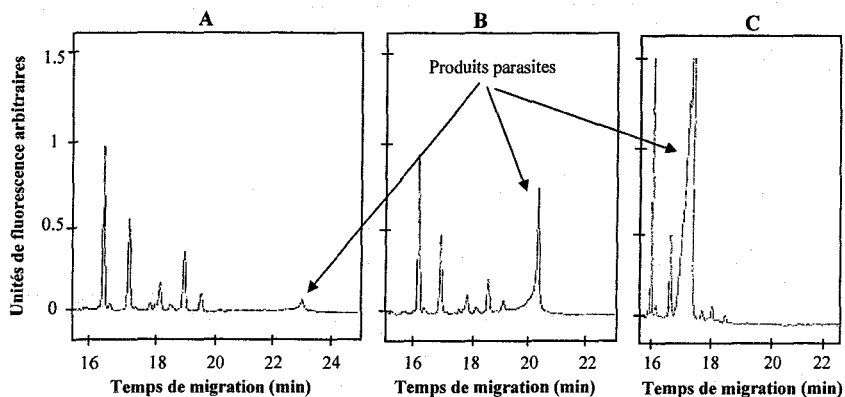 A
B
C
Produits parasites
Unités de fluorescence arbitraires
1.5
1
0.5
0
16 18 20 22 24
Temps de migration (min)
16 18 20 22
Temps de migration (min)
16 18 20 22
Temps de migration (min)